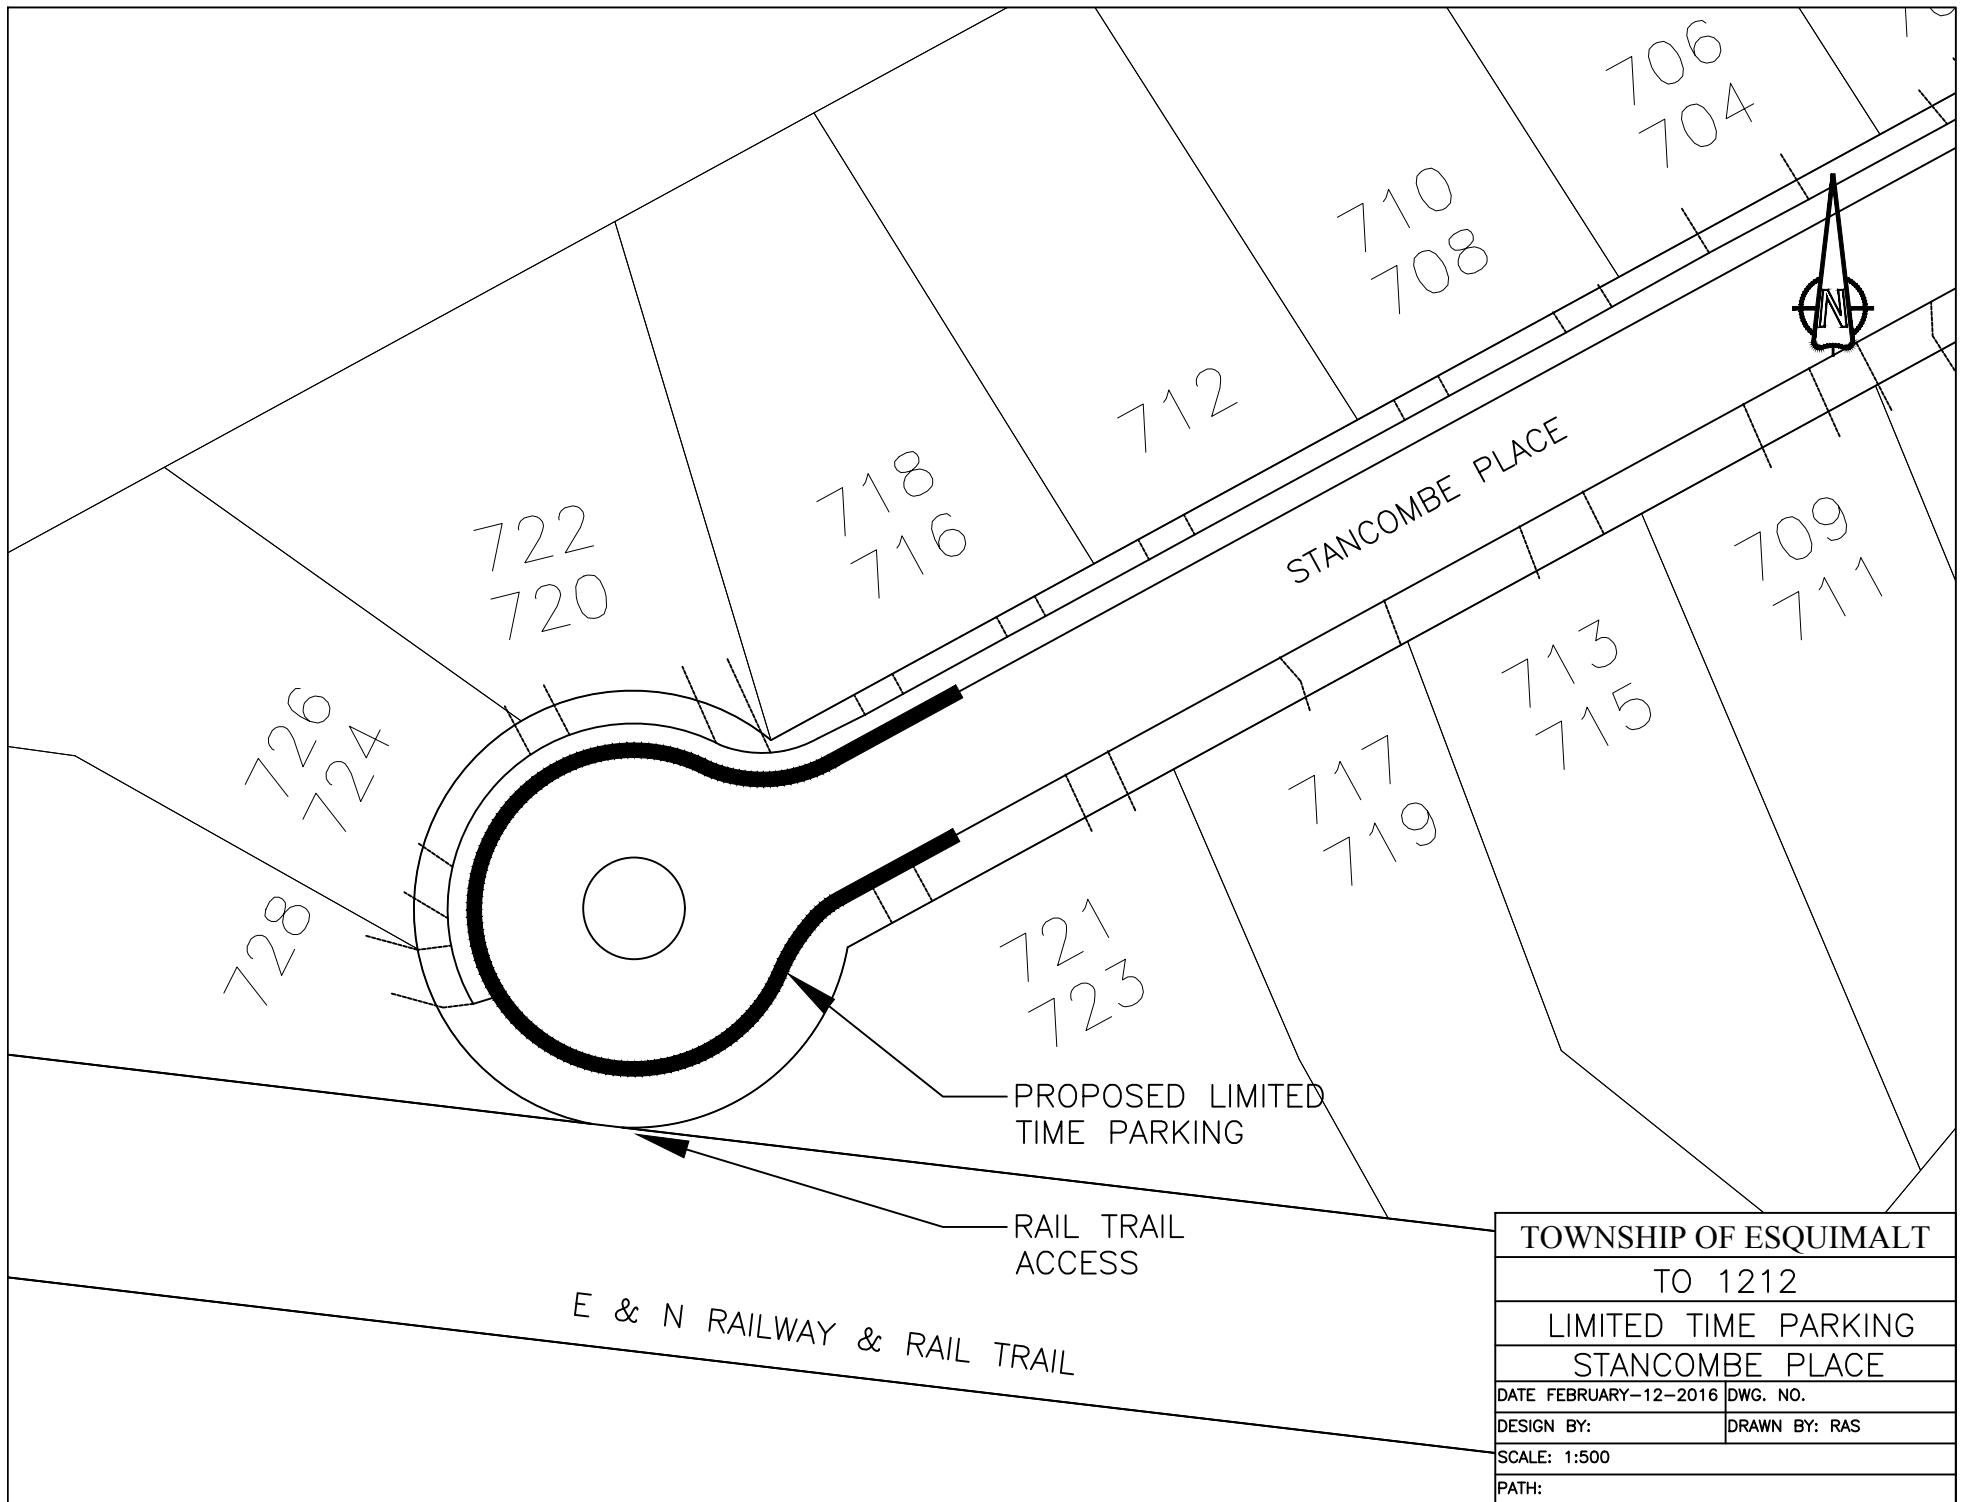 706
704
710
708
712
718
716
722
720
726
724
728
N
STANCOMBE PLACE
709
711
713
715
717
719
721
723
PROPOSED LIMITED
TIME PARKING
RAIL TRAIL
ACCESS
E & N RAILWAY & RAIL TRAIL
TOWNSHIP OF ESQUIMALT
TO 1212
LIMITED TIME PARKING
STANCOMBE PLACE
DATE FEBRUARY-12-2016 DWG. NO.
DESIGN BY: DRAWN BY: RAS
SCALE: 1:500
PATH: